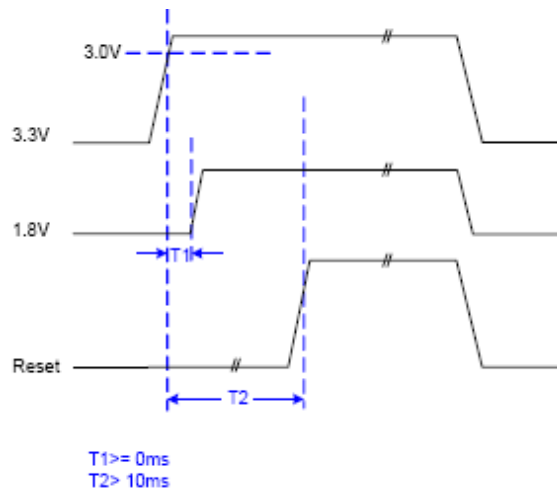 3.0V
3.3V
1.8V
T1
Reset
T2
T1>= 0ms
T2> 10ms